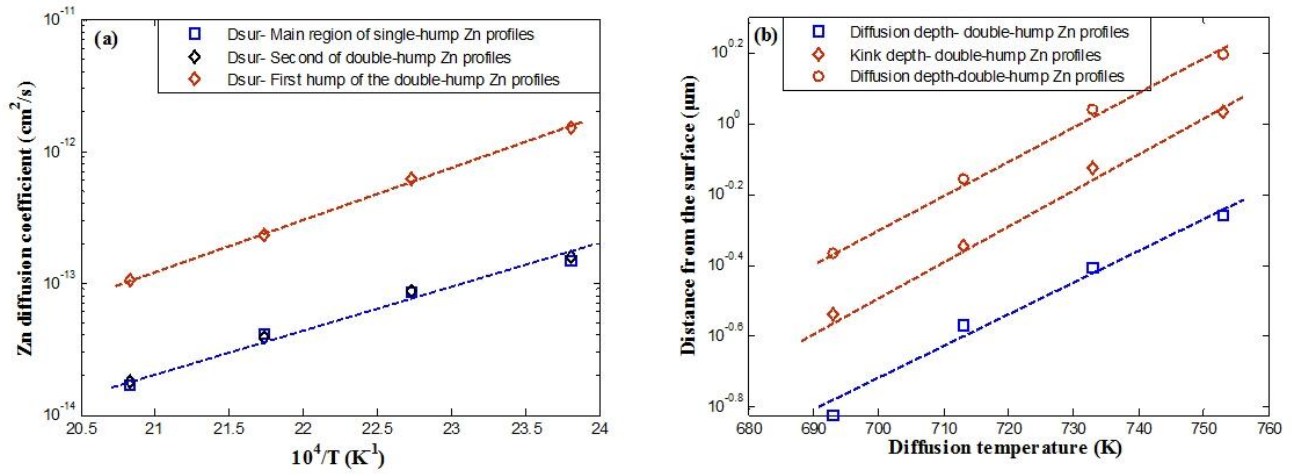 (a)
Dsur- Main region of single-hump Zn profiles
Dsur- Second of double-hump Zn profiles
Dsur- First hump of the double-hump Zn profiles
Zn diffusion coefficient (cm²/s)
10⁻¹¹
10⁻¹²
10⁻¹³
10⁻¹⁴
20.5 21 21.5 22 22.5 23 23.5 24
10⁴/T (K⁻¹)
(b)
Diffusion depth- double-hump Zn profiles
Kink depth- double-hump Zn profiles
Diffusion depth-double-hump Zn profiles
Distance from the surface (μm)
10^0.2
10^0
10^-0.2
10^-0.4
10^-0.6
10^-0.8
680 690 700 710 720 730 740 750 760
Diffusion temperature (K)